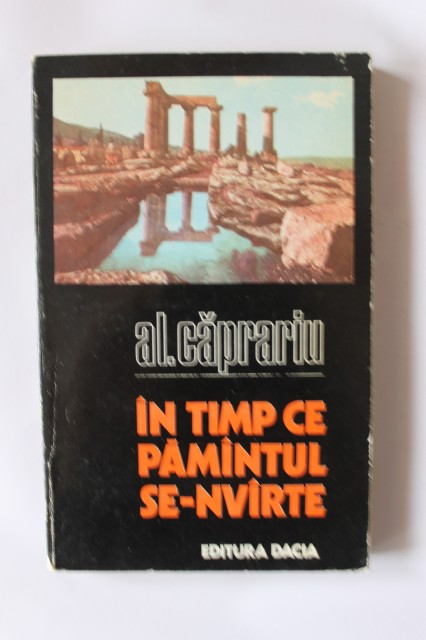 al. căprariu
ÎN TIMP CE
PĂMÎNTUL
SE-NVÎRTE
EDITURA DACIA